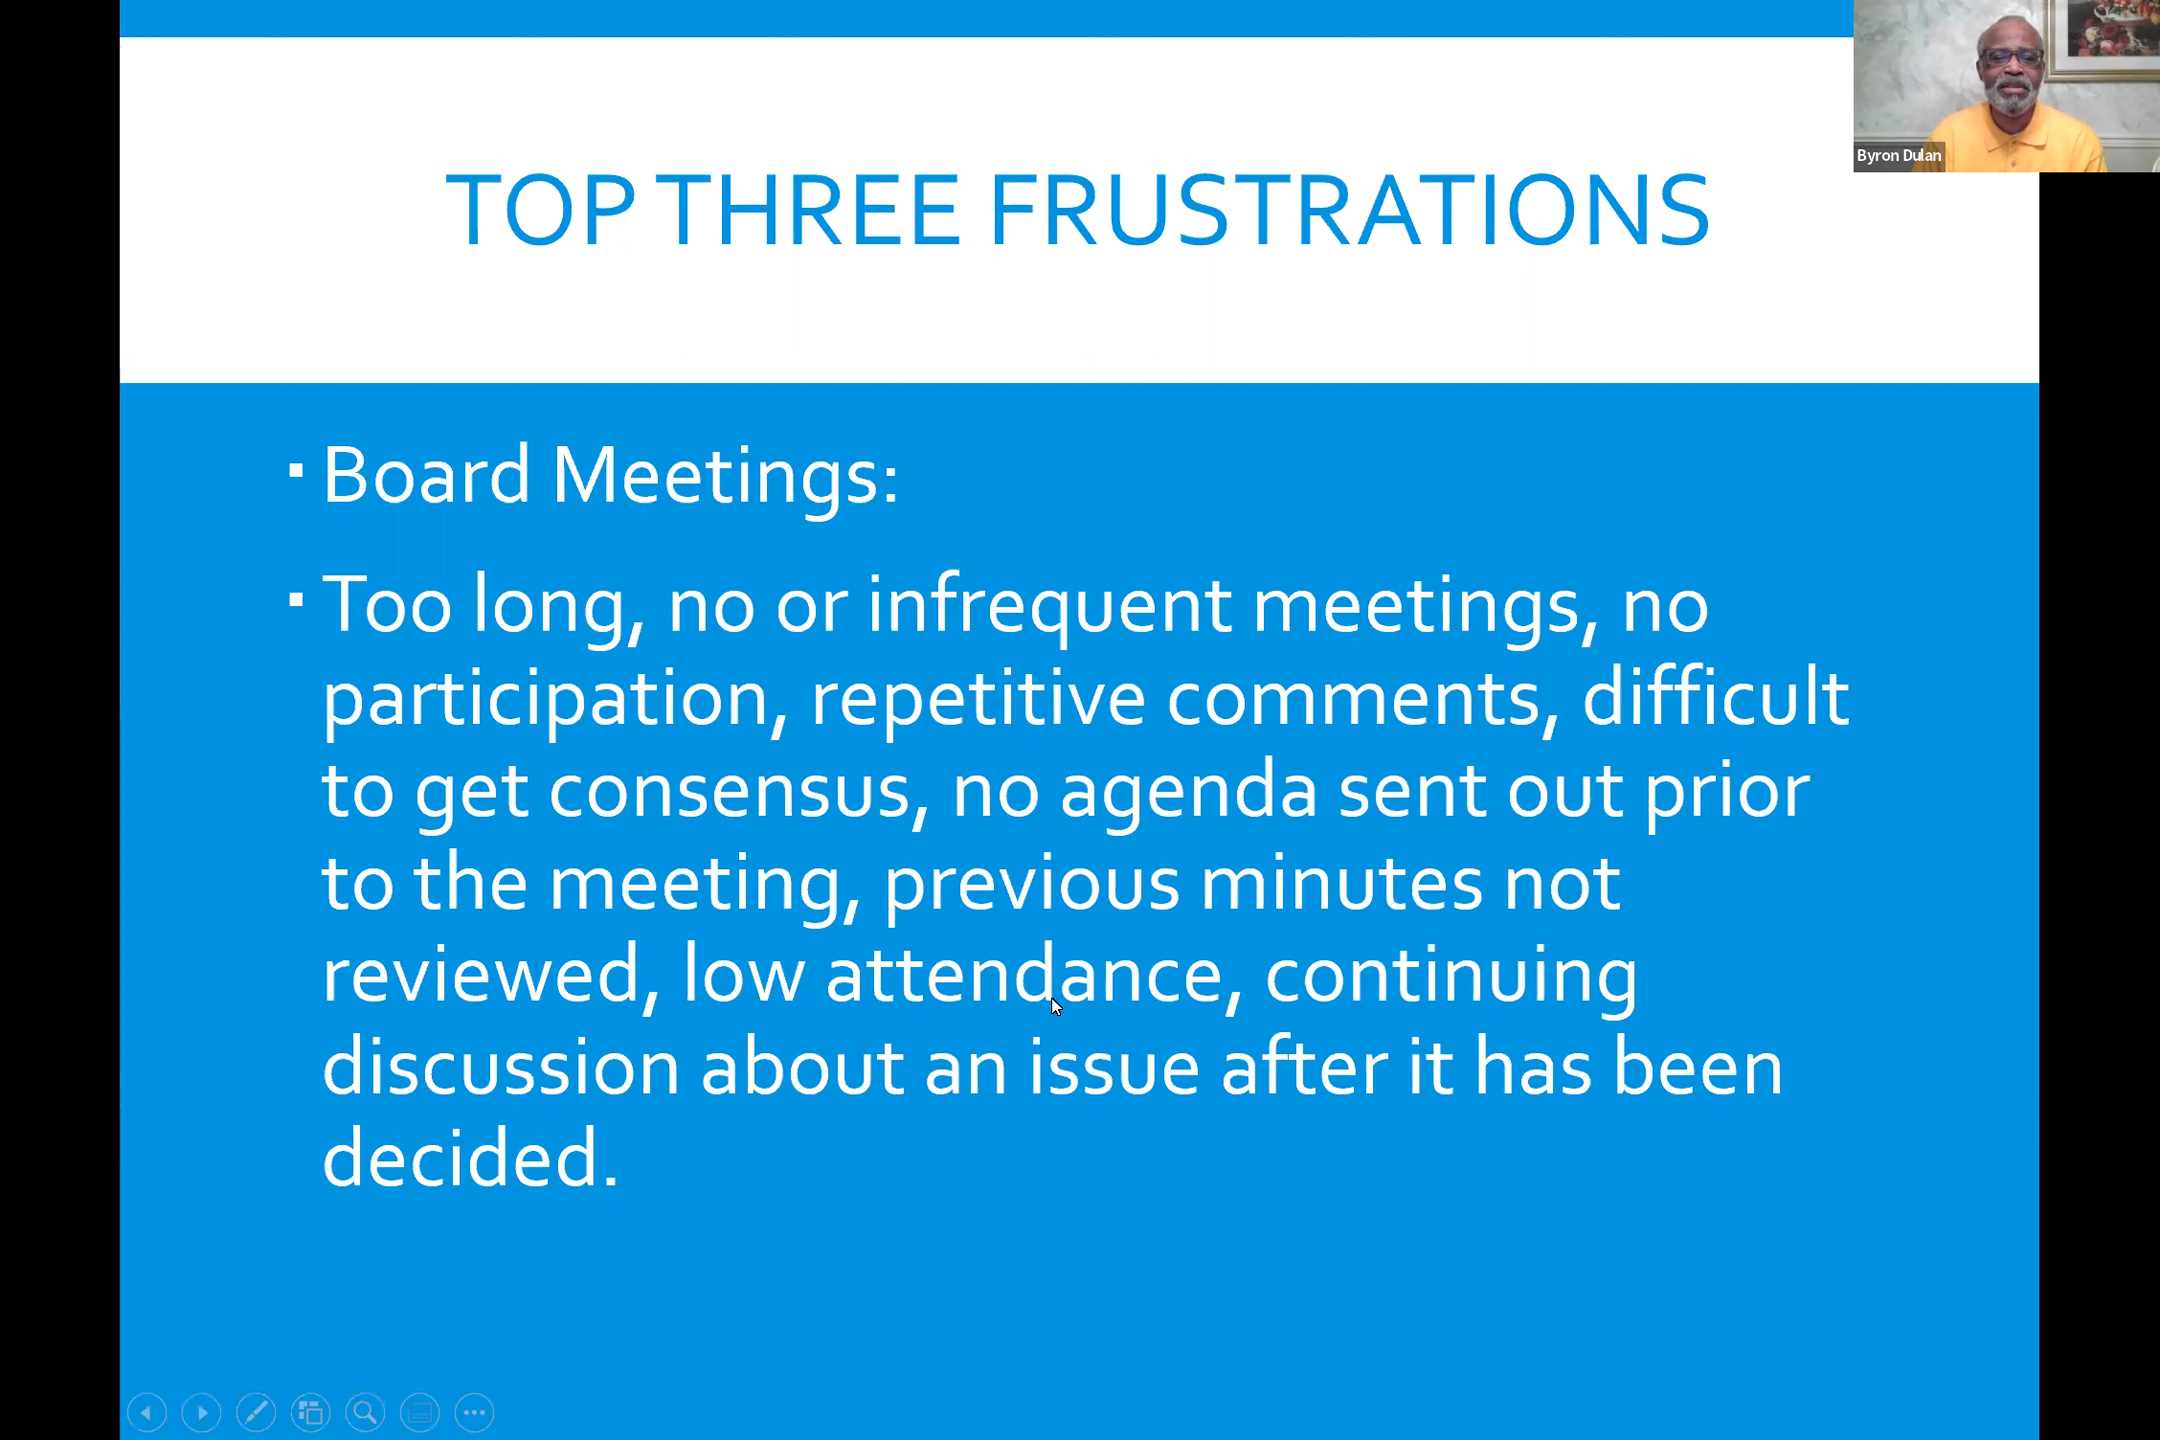 Byron Dulan
TOP THREE FRUSTRATIONS
Board Meetings:
Too long, no or infrequent meetings, no
participation, repetitive comments, difficult
to get consensus, no agenda sent out prior
to the meeting, previous minutes not
reviewed, low attendance, continuing
discussion about an issue after it has been
decided.